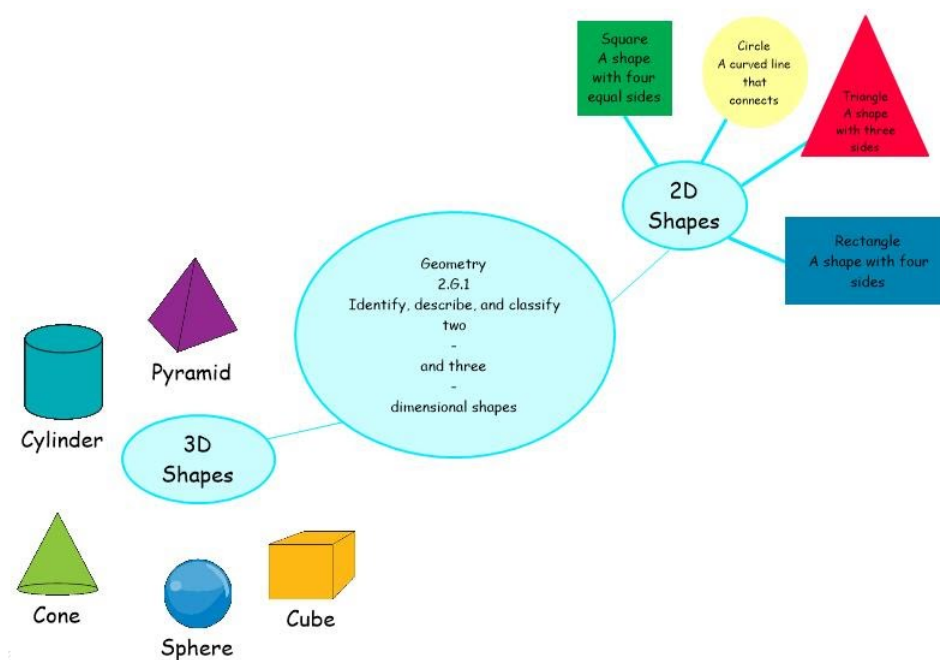 Square
A shape
with four
equal sides
Circle
A curved line
that
connects
Triangle
A shape
with three
sides
2D
Shapes
Rectangle
A shape with four
sides
Geometry
2.G.1
Identify, describe, and classify
two
-
and three
-
dimensional shapes
Pyramid
Cylinder
3D
Shapes
Cone
Sphere
Cube